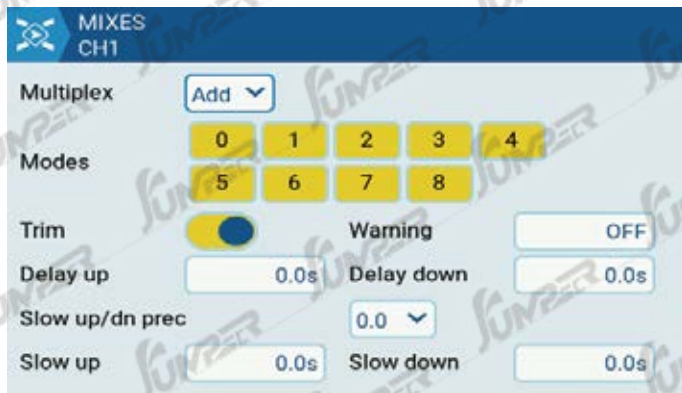 MIXES
CH1
Multiplex Add
Modes 0 1 2 3 4
5 6 7 8
Trim Warning OFF
Delay up 0.0s Delay down 0.0s
Slow up/dn prec 0.0
Slow up 0.0s Slow down 0.0s
JUMPER